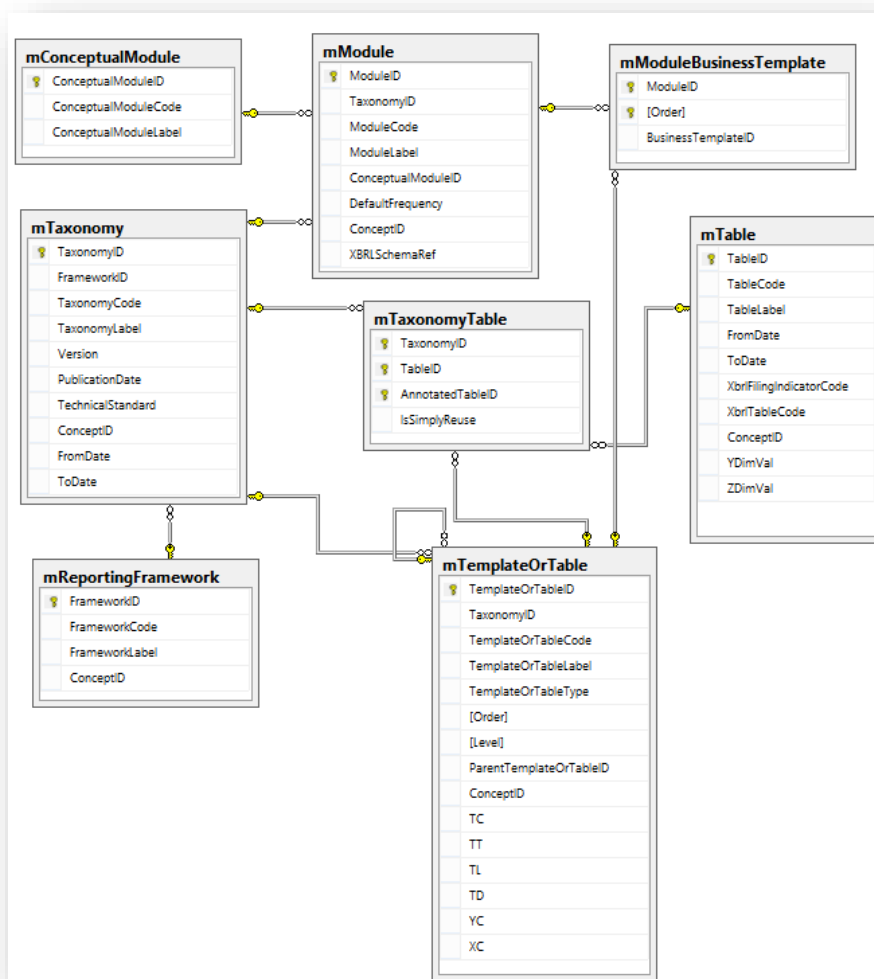 mConceptualModule
ConceptualModuleID
ConceptualModuleCode
ConceptualModuleLabel
mModule
ModuleID
TaxonomyID
ModuleCode
ModuleLabel
ConceptualModuleID
DefaultFrequency
ConceptID
XBRLSchemaRef
mModuleBusinessTemplate
ModuleID
[Order]
BusinessTemplateID
mTaxonomy
TaxonomyID
FrameworkID
TaxonomyCode
TaxonomyLabel
Version
PublicationDate
TechnicalStandard
ConceptID
FromDate
ToDate
mTaxonomyTable
TaxonomyID
TableID
AnnotatedTableID
IsSimplyReuse
mTable
TableID
TableCode
TableLabel
FromDate
ToDate
XbrlFilingIndicatorCode
XbrlTableCode
ConceptID
YDimVal
ZDimVal
mReportingFramework
FrameworkID
FrameworkCode
FrameworkLabel
ConceptID
mTemplateOrTable
TemplateOrTableID
TaxonomyID
TemplateOrTableCode
TemplateOrTableLabel
TemplateOrTableType
[Order]
[Level]
ParentTemplateOrTableID
ConceptID
TC
TT
TL
TD
YC
XC